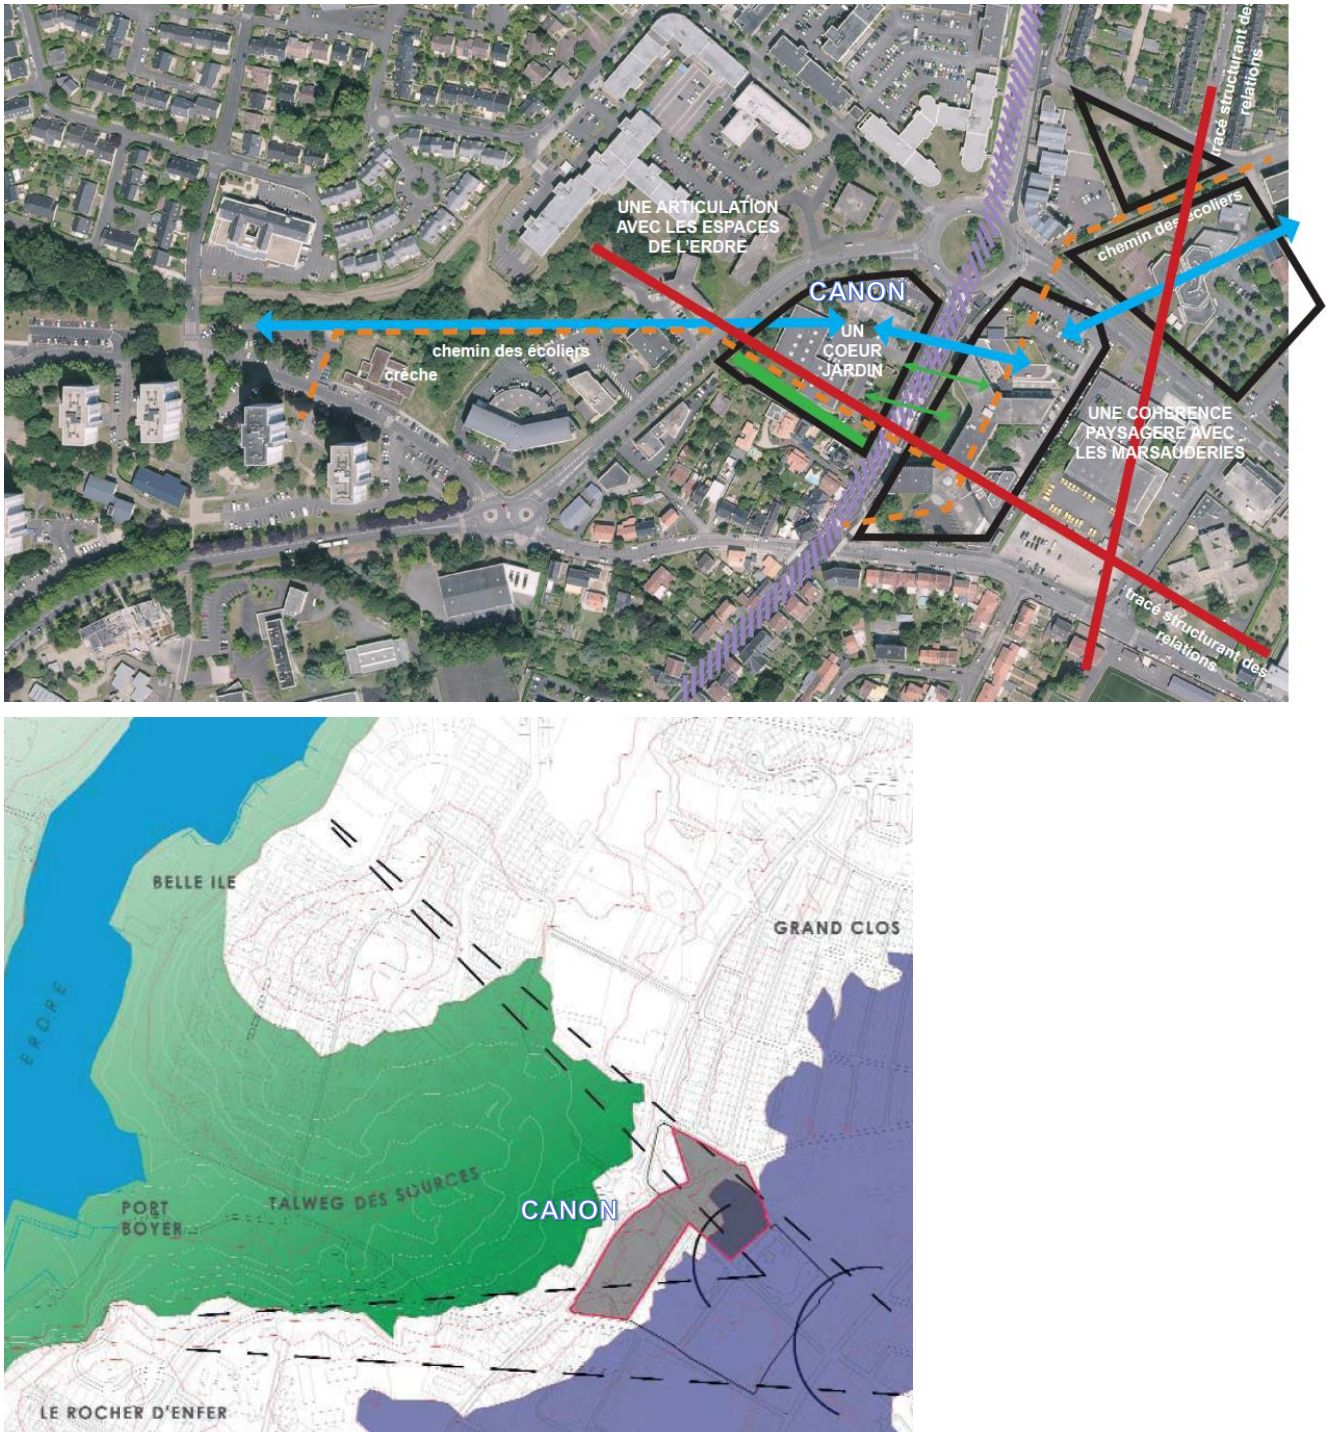 tracé structurant des
relations
UNE ARTICULATION
AVEC LES ESPACES
DE L'ERDRE
chemin des écoliers
CANON
UN
COEUR
JARDIN
chemin des écoliers
crèche
UNE COHERENCE
PAYSAGERE AVEC
LES MARSAUDERIES
tracé structurant des
relations
BELLE ILE
GRAND CLOS
ERDRE
TALWEG DES SOURCES
CANON
PORT
BOYER
LE ROCHER D'ENFER